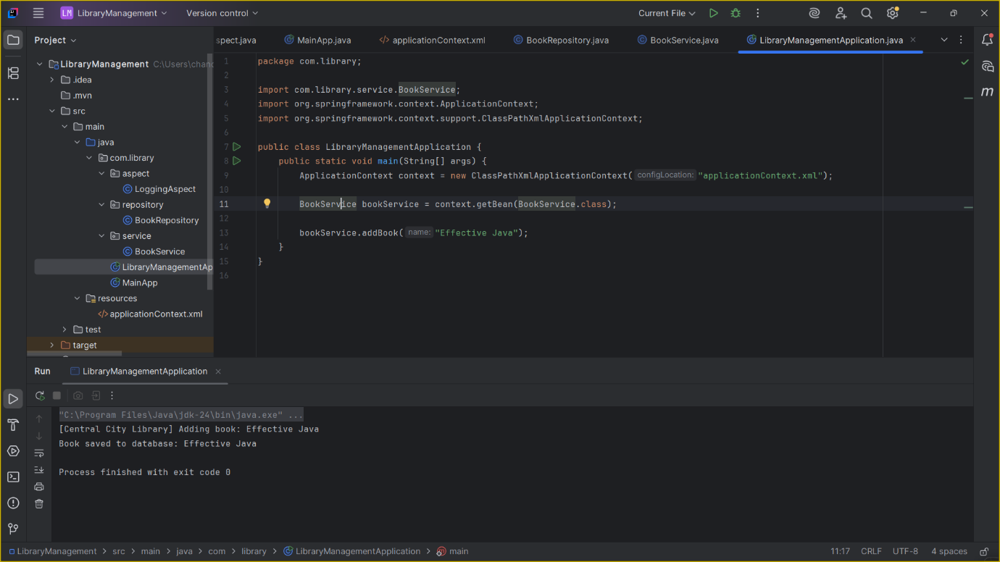 LM LibraryManagement Version control Current File
Project
spect.java MainApp.java applicationContext.xml BookRepository.java BookService.java LibraryManagementApplication.java
LibraryManagement C:\Users\chand
.idea
.mvn
src
main
java
com.library
aspect
LoggingAspect
repository
BookRepository
service
BookService
LibraryManagementAp
MainApp
resources
applicationContext.xml
test
target
1 package com.library;
2
3 import com.library.service.BookService;
4 import org.springframework.context.ApplicationContext;
5 import org.springframework.context.support.ClassPathXmlApplicationContext;
6
7 public class LibraryManagementApplication {
8 public static void main(String[] args) {
9 ApplicationContext context = new ClassPathXmlApplicationContext( configLocation: "applicationContext.xml");
10
11 BookService bookService = context.getBean(BookService.class);
12
13 bookService.addBook( name: "Effective Java");
14 }
15 }
16
m
Run LibraryManagementApplication
"C:\Program Files\Java\jdk-24\bin\java.exe" ...
[Central City Library] Adding book: Effective Java
Book saved to database: Effective Java
Process finished with exit code 0
LibraryManagement > src > main > java > com > library > LibraryManagementApplication > main 11:17 CRLF UTF-8 4 spaces